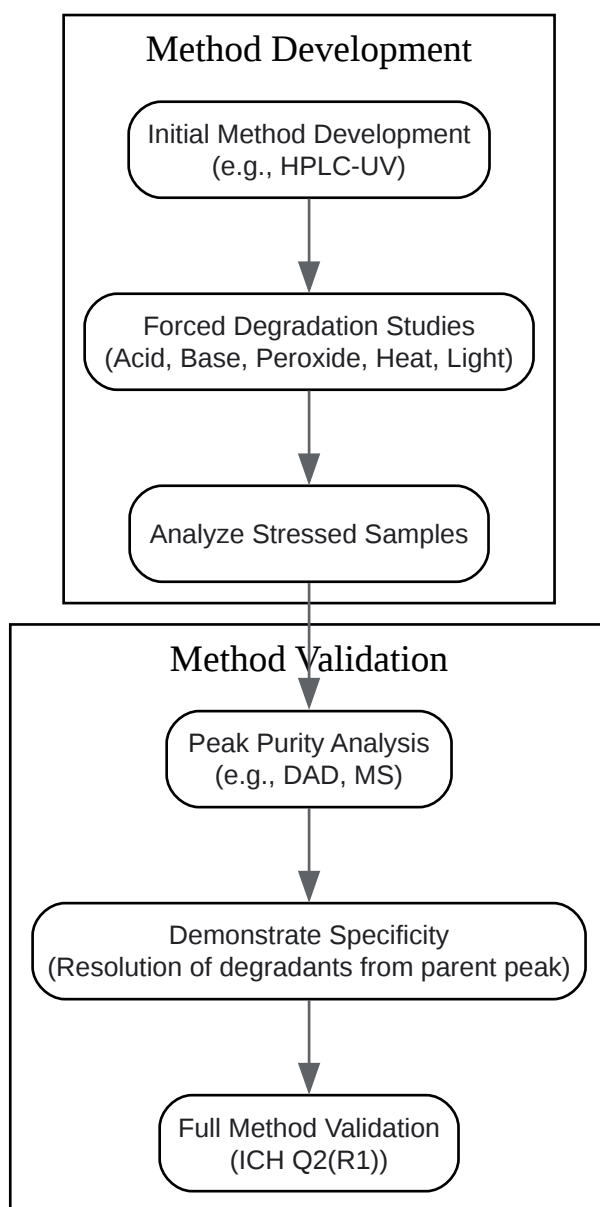 Method Development
Initial Method Development
(e.g., HPLC-UV)
Forced Degradation Studies
(Acid, Base, Peroxide, Heat, Light)
Analyze Stressed Samples
Method Validation
Peak Purity Analysis
(e.g., DAD, MS)
Demonstrate Specificity
(Resolution of degradants from parent peak)
Full Method Validation
(ICH Q2(R1))